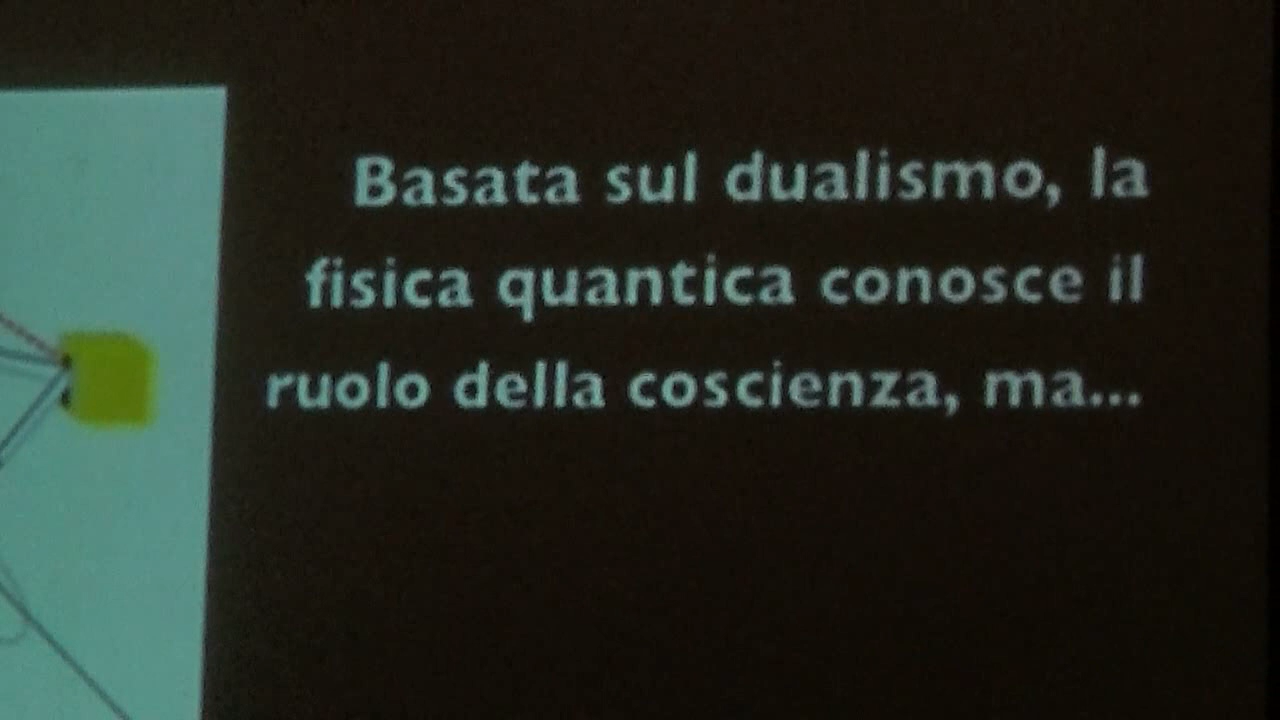 Basata sul dualismo, la
fisica quantica conosce il
ruolo della coscienza, ma...